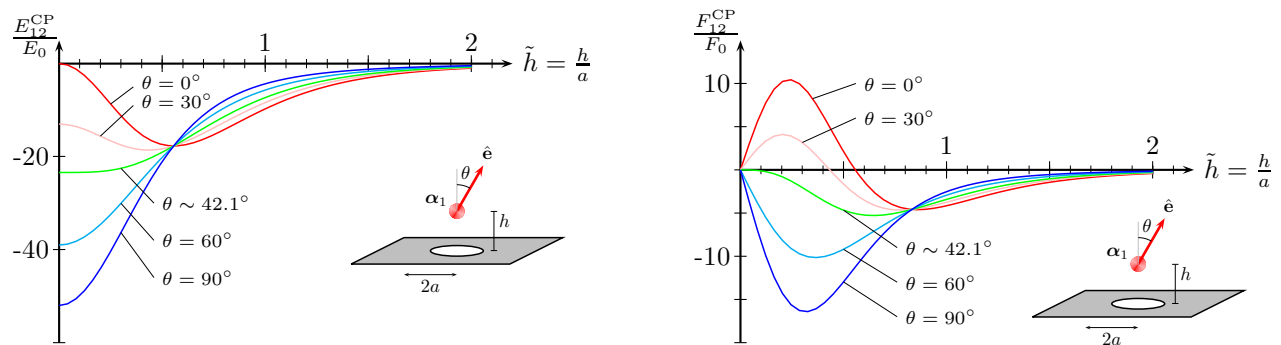 E_{12}^{CP} / E_0
1 2
h̃ = h/a
-20
-40
θ = 0°
θ = 30°
θ ~ 42.1°
θ = 60°
θ = 90°
ê
θ
α_1
h
2a
F_{12}^{CP} / F_0
10
-10
1 2
h̃ = h/a
θ = 0°
θ = 30°
θ ~ 42.1°
θ = 60°
θ = 90°
ê
θ
α_1
h
2a